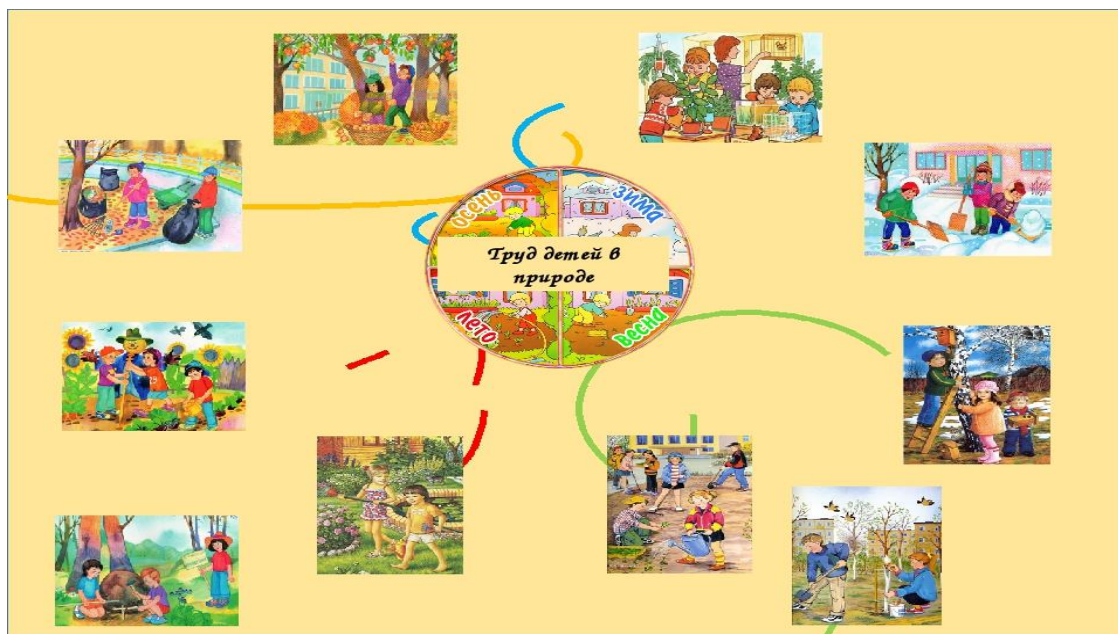 ОСЕНЬ
ЗИМА
Труд детей в
природе
ЛЕТО
ВЕСНА